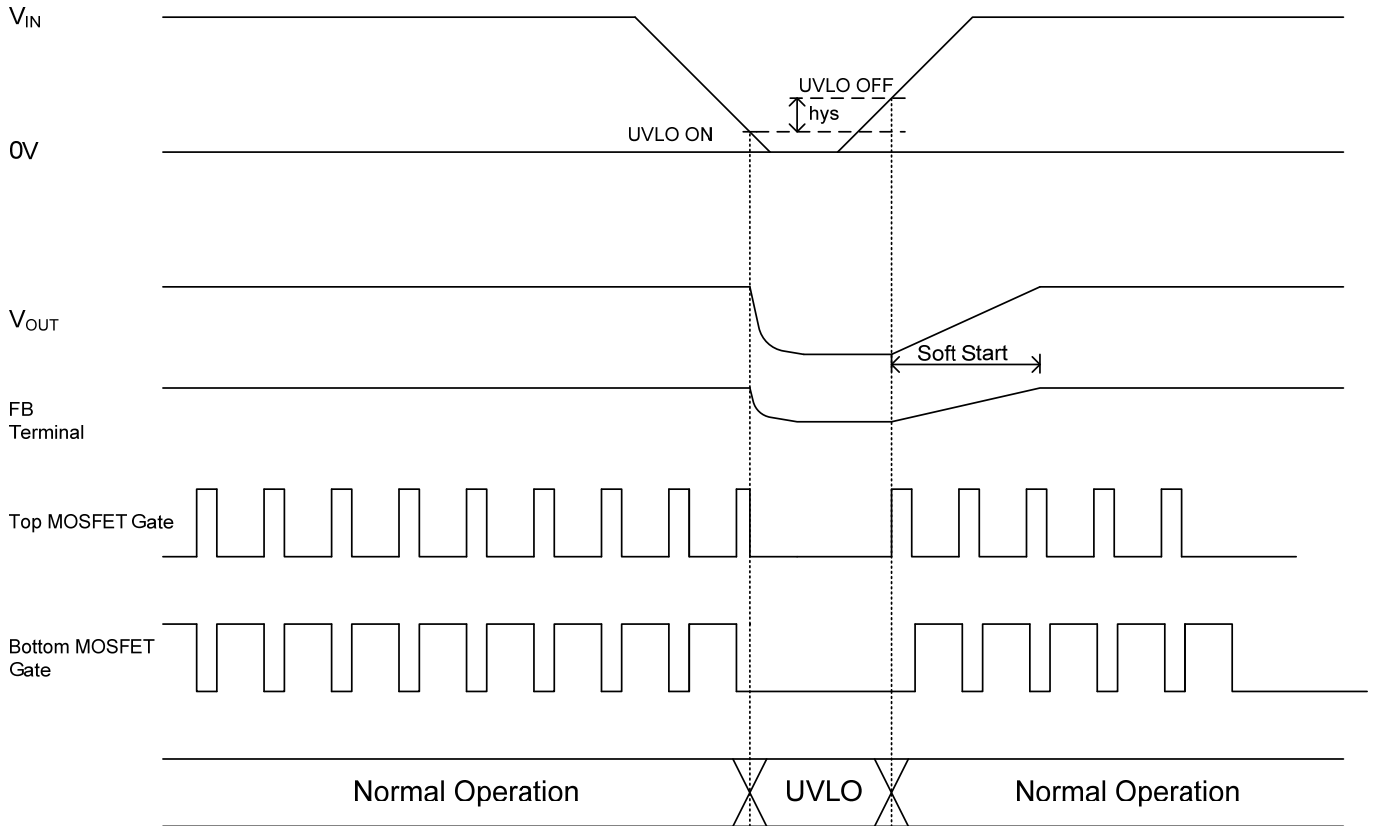 VIN
UVLO OFF
hys
UVLO ON
0V
VOUT
Soft Start
FB
Terminal
Top MOSFET Gate
Bottom MOSFET
Gate
Normal Operation
UVLO
Normal Operation